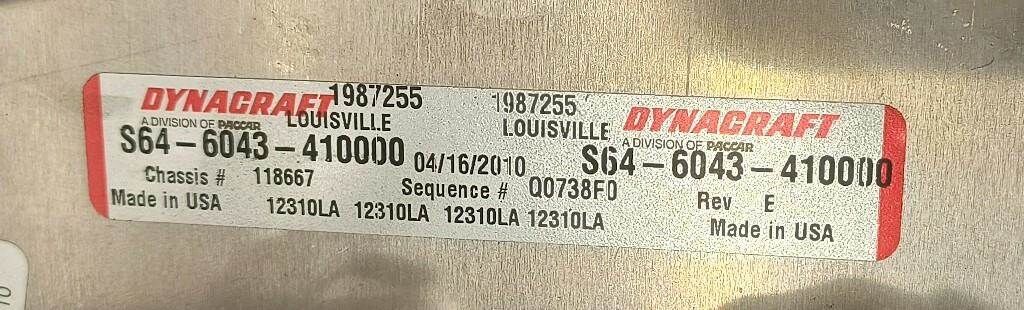 DYNACRAFT 1987255 1987255 DYNACRAFT
A DIVISION OF PACCAR LOUISVILLE LOUISVILLE A DIVISION OF PACCAR
S64-6043-410000 04/16/2010 S64-6043-410000
Chassis # 118667 Sequence # Q0738FO Rev E
Made in USA 12310LA 12310LA 12310LA 12310LA Made in USA